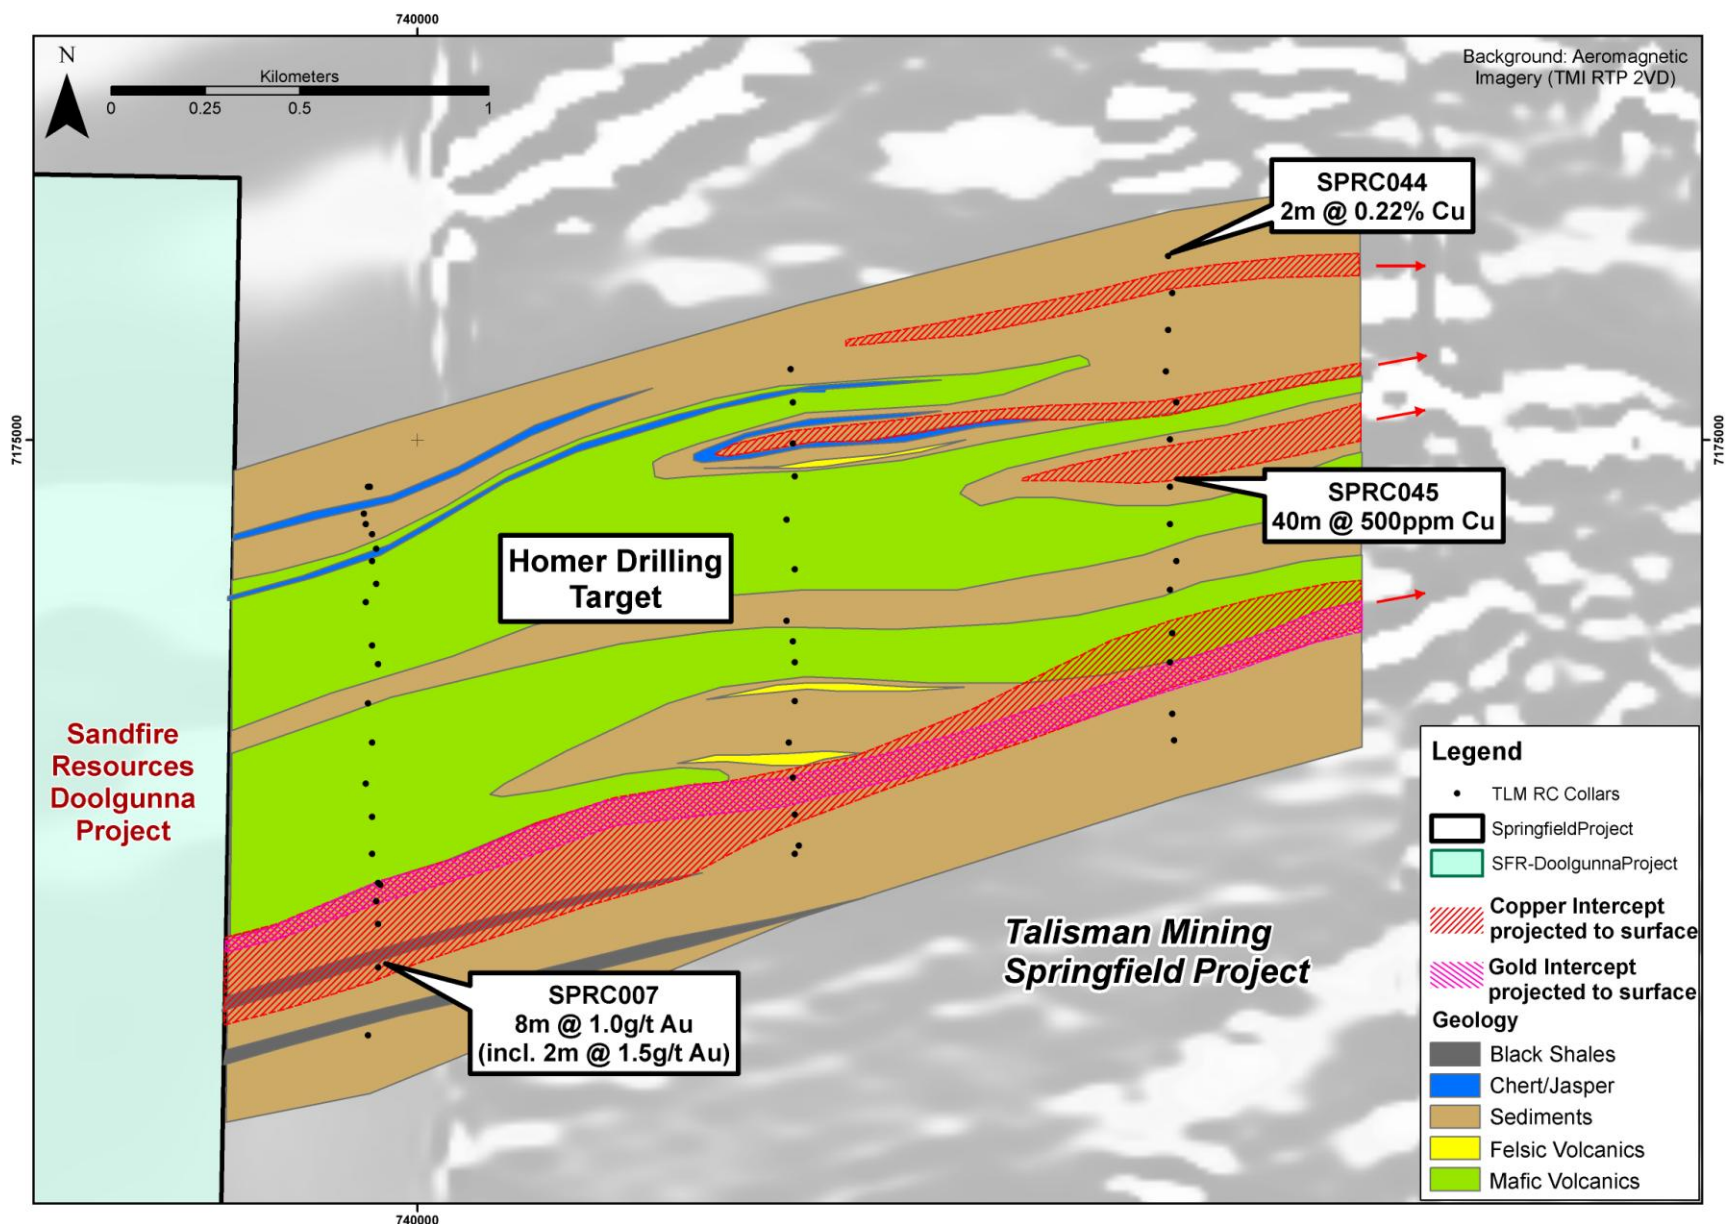 740000
N
Kilometers
0 0.25 0.5 1
Background: Aeromagnetic
Imagery (TMI RTP 2VD)
SPRC044
2m @ 0.22% Cu
7175000
7175000
SPRC045
40m @ 500ppm Cu
Homer Drilling
Target
Sandfire
Resources
Doolgunna
Project
Talisman Mining
Springfield Project
SPRC007
8m @ 1.0g/t Au
(incl. 2m @ 1.5g/t Au)
Legend
TLM RC Collars
SpringfieldProject
SFR-DoolgunnaProject
Copper Intercept
projected to surface
Gold Intercept
projected to surface
Geology
Black Shales
Chert/Jasper
Sediments
Felsic Volcanics
Mafic Volcanics
740000